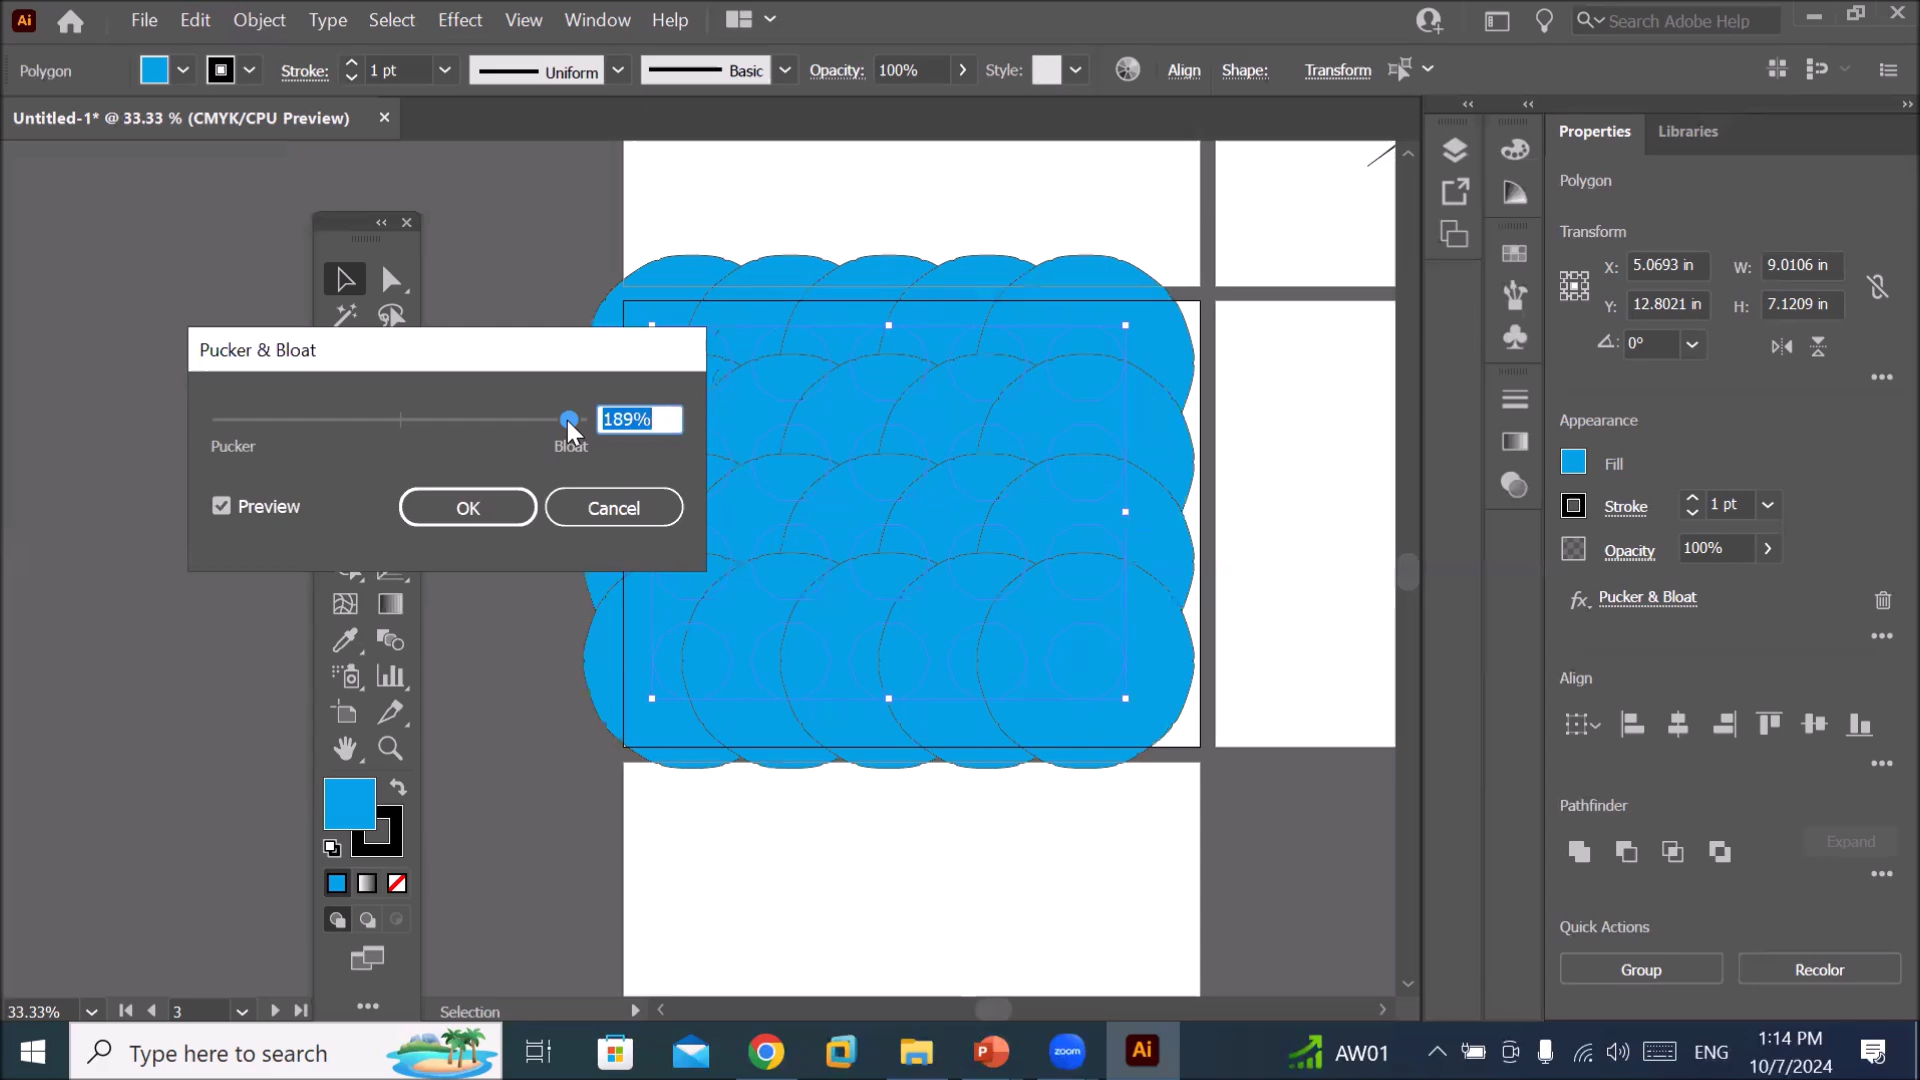 Ai File Edit Object Type Select Effect View Window Help Search Adobe Help
Polygon Stroke: 1 pt Uniform Basic Opacity: 100% Style: Align Shape: Transform
Untitled-1* @ 33.33 % (CMYK/CPU Preview)
Properties Libraries
Polygon
Transform
X: 5.0693 in W: 9.0106 in
Y: 12.8021 in H: 7.1209 in
0°
Pucker & Bloat
189%
Pucker Bloat
Preview OK Cancel
Appearance
Fill
Stroke 1 pt
Opacity 100%
fx Pucker & Bloat
Align
Pathfinder
Expand
Quick Actions
Group Recolor
33.33% 3 Selection
Type here to search
zoom
Ai
AW01
ENG
1:14 PM
10/7/2024